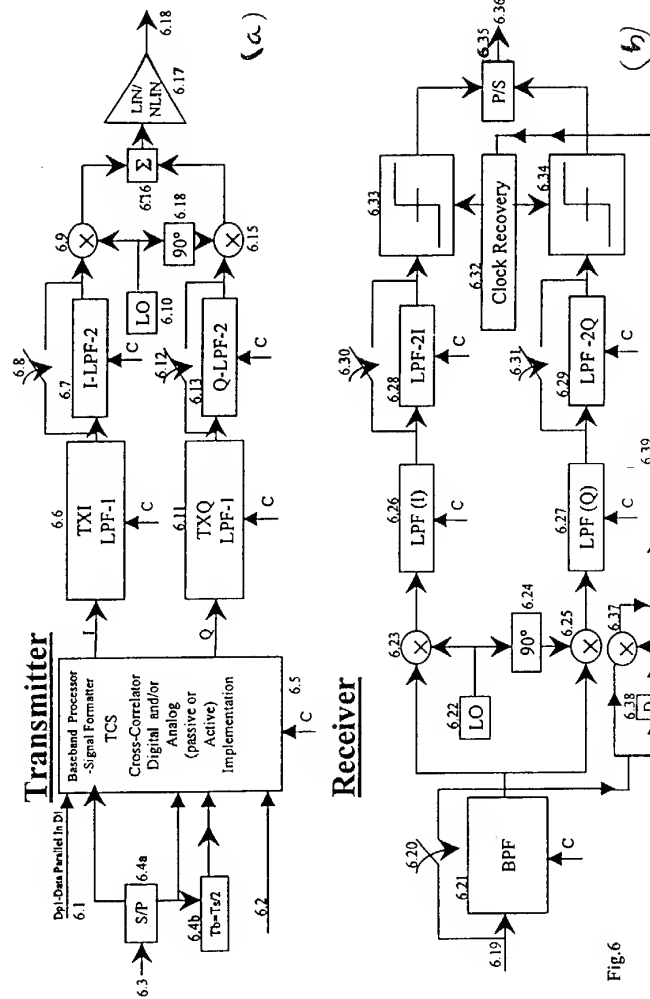 Transmitter
Dp1-Data Parallel In D1
6.1
6.3
S/P
6.4a
6.4b
Tb=Ts/2
6.2
Baseband Processor
-Signal Formatter
TCS
Cross-Correlator
Digital and/or
Analog
(passive or
Active)
Implementation
6.5
C
I
Q
6.6
TXI
LPF-1
C
6.11
TXQ
LPF-1
C
6.8
6.7
I-LPF-2
C
6.12
6.13
Q-LPF-2
C
6.9
LO
6.10
90°
6.18
6.15
Σ
6.16
LIN/
NLIN
6.17
6.18
(a)
Receiver
6.19
6.20
6.21
BPF
C
6.22
LO
6.23
90°
6.24
6.25
6.37
6.38
D
6.26
LPF (I)
C
6.27
LPF (Q)
C
6.39
6.30
6.28
LPF-2I
C
6.31
6.29
LPF -2Q
C
6.33
6.32
Clock Recovery
6.34
P/S
6.35
6.36
Fig.6